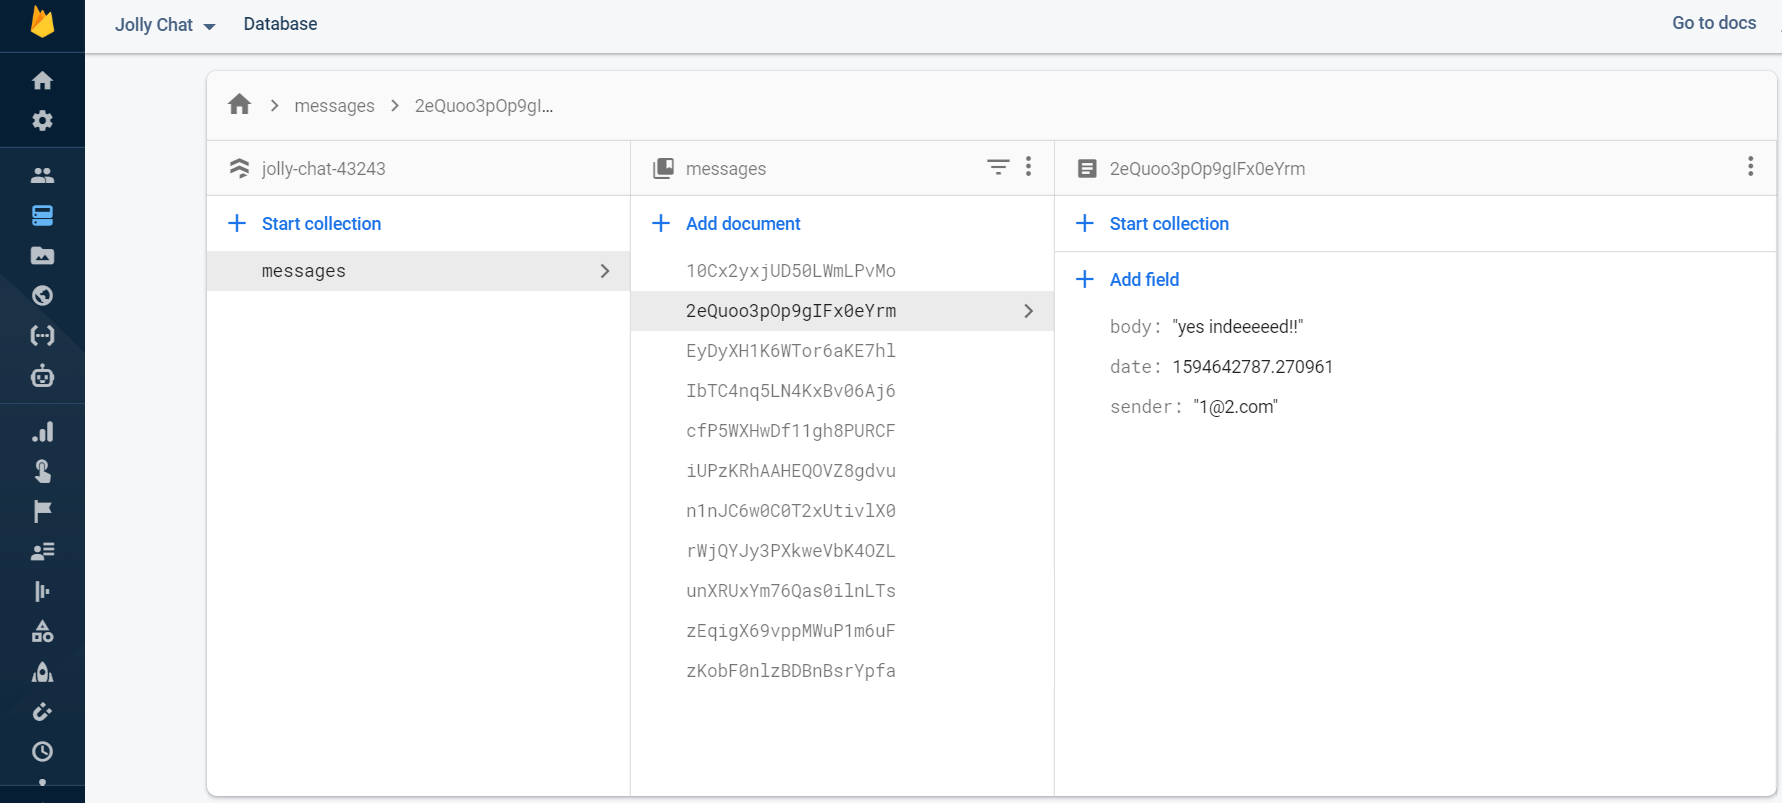 Jolly Chat Database Go to docs
messages 2eQuoo3pOp9gI...
jolly-chat-43243 messages 2eQuoo3pOp9gIFx0eYrm
Start collection Add document Start collection
messages
10Cx2yxjUD50LWmLPvMo
2eQuoo3pOp9gIFx0eYrm
EyDyXH1K6WTor6aKE7hl
IbTC4nq5LN4KxBv06Aj6
cfP5WXHwDf11gh8PURCF
iUPzKRhAAHEQOVZ8gdvu
n1nJC6w0C0T2xUtivlX0
rWjQYJy3PXkweVbK4OZL
unXRUxYm76Qas0ilnLTs
zEqigX69vppMWuP1m6uF
zKobF0nlzBDBnBsrYpfa
Add field
body: "yes indeeeeed!!"
date: 1594642787.270961
sender: "1@2.com"